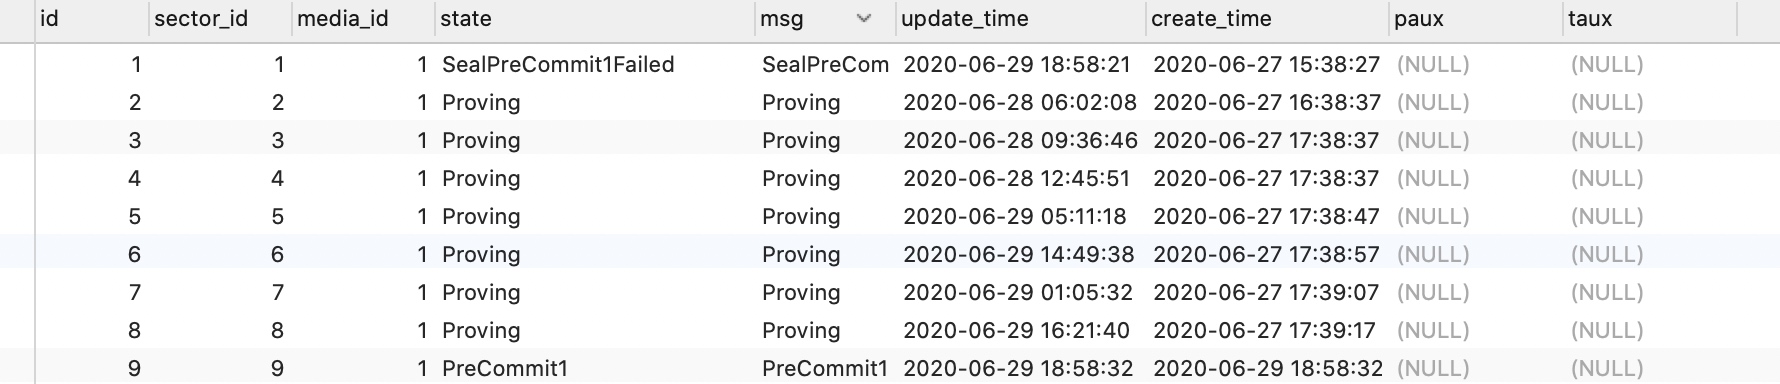 id sector_id media_id state msg update_time create_time paux taux
1 1 1 SealPreCommit1Failed SealPreCom 2020-06-29 18:58:21 2020-06-27 15:38:27 (NULL) (NULL)
2 2 1 Proving Proving 2020-06-28 06:02:08 2020-06-27 16:38:37 (NULL) (NULL)
3 3 1 Proving Proving 2020-06-28 09:36:46 2020-06-27 17:38:37 (NULL) (NULL)
4 4 1 Proving Proving 2020-06-28 12:45:51 2020-06-27 17:38:37 (NULL) (NULL)
5 5 1 Proving Proving 2020-06-29 05:11:18 2020-06-27 17:38:47 (NULL) (NULL)
6 6 1 Proving Proving 2020-06-29 14:49:38 2020-06-27 17:38:57 (NULL) (NULL)
7 7 1 Proving Proving 2020-06-29 01:05:32 2020-06-27 17:39:07 (NULL) (NULL)
8 8 1 Proving Proving 2020-06-29 16:21:40 2020-06-27 17:39:17 (NULL) (NULL)
9 9 1 PreCommit1 PreCommit1 2020-06-29 18:58:32 2020-06-29 18:58:32 (NULL) (NULL)